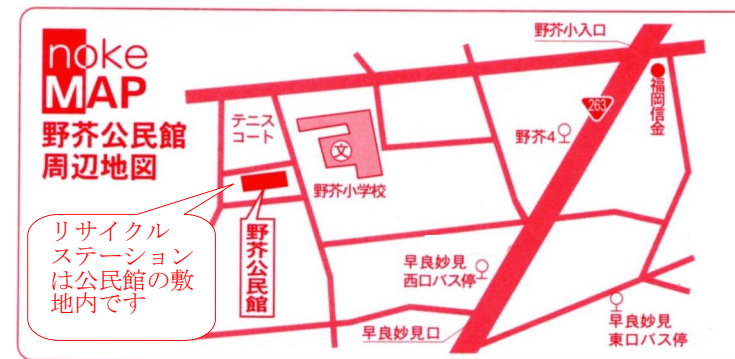 noke
MAP
野芥公民館
周辺地図
リサイクル
ステーション
は公民館の敷
地内です
テニス
コート
文
野芥小学校
野芥公民館
野芥小入口
263
福岡信金
野芥4
早良妙見
西口バス停
早良妙見口
早良妙見
東口バス停